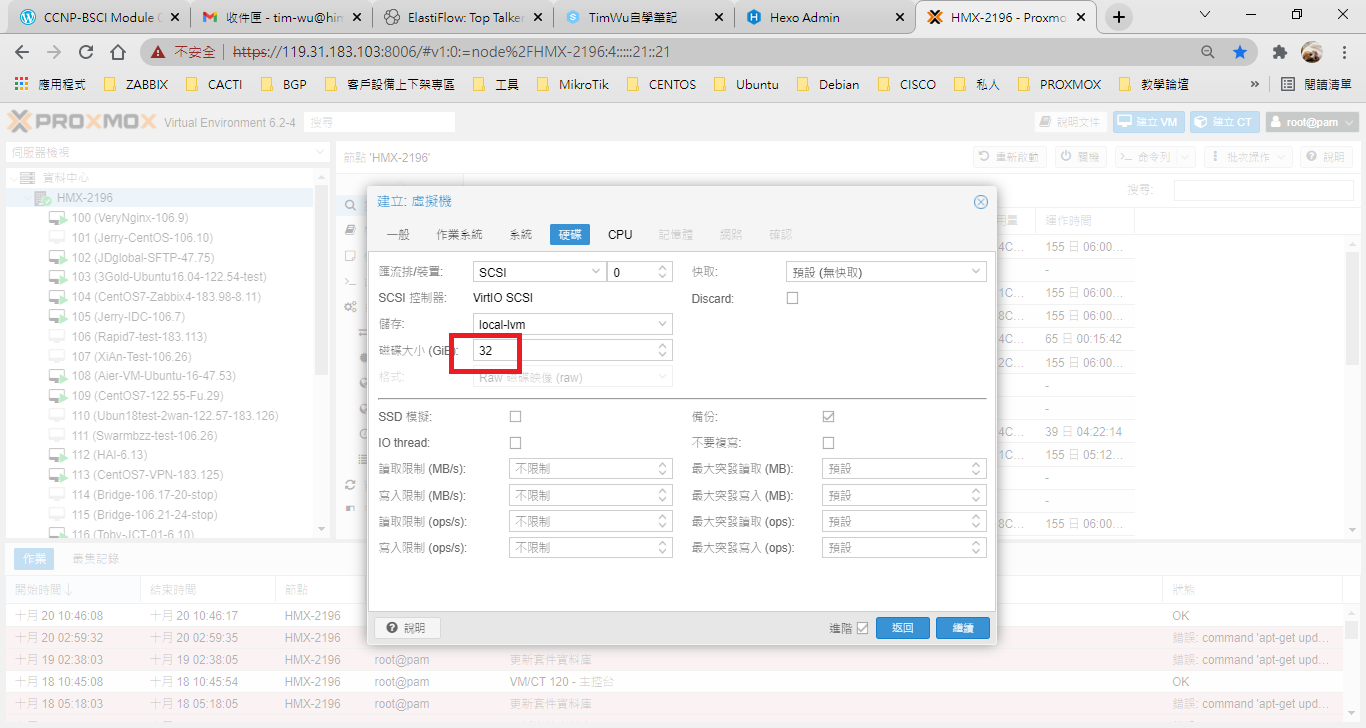 CCNP-BSCI Module
收件匣 - tim-wu@hin
ElastiFlow: Top Talker
TimWu自學筆記
Hexo Admin
HMX-2196 - Proxmo
不安全 https://119.31.183.103:8006/#v1:0:=node%2FHMX-2196:4:::::21::21
應用程式 ZABBIX CACTI BGP 客戶設備上下架專區 工具 MikroTik CENTOS Ubuntu Debian CISCO 私人 PROXMOX 教學論壇 » 閱讀清單
PROXMOX Virtual Environment 6.2-4 搜尋 說明文件 建立 VM 建立 CT root@pam
伺服器檢視
節點 'HMX-2196' 重新啟動 關機 命令列 批次操作 說明
資料中心
HMX-2196
100 (VeryNginx-106.9)
101 (Jerry-CentOS-106.10)
102 (JDglobal-SFTP-47.75)
103 (3Gold-Ubuntu16.04-122.54-test)
104 (CentOS7-Zabbix4-183.98-8.11)
105 (Jerry-IDC-106.7)
106 (Rapid7-test-183.113)
107 (XiAn-Test-106.26)
108 (Aier-VM-Ubuntu-16-47.53)
109 (CentOS7-122.55-Fu.29)
110 (Ubun18test-2wan-122.57-183.126)
111 (Swarmbzz-test-106.26)
112 (HAI-6.13)
113 (CentOS7-VPN-183.125)
114 (Bridge-106.17-20-stop)
115 (Bridge-106.21-24-stop)
116 (Toby-JCT-01-6.10)
搜尋:
用量 運作時間
4C... 155 日 06:00...
-
1C... 155 日 06:00...
8C... 155 日 06:00...
4C... 65 日 00:15:42
2C... 155 日 06:00...
-
-
4C... 39 日 04:22:14
1C... 155 日 05:12...
-
-
8C... 155 日 06:00...
建立: 虛擬機
一般 作業系統 系統 硬碟 CPU 記憶體 網路 確認
匯流排/裝置: SCSI 0 快取: 預設 (無快取)
SCSI 控制器: VirtIO SCSI Discard:
儲存: local-lvm
磁碟大小 (GiB): 32
格式: Raw 磁碟映像 (raw)
SSD 模擬: 備份:
IO thread: 不要複寫:
讀取限制 (MB/s): 不限制 最大突發讀取 (MB): 預設
寫入限制 (MB/s): 不限制 最大突發寫入 (MB): 預設
讀取限制 (ops/s): 不限制 最大突發讀取 (ops): 預設
寫入限制 (ops/s): 不限制 最大突發寫入 (ops): 預設
說明 進階 返回 繼續
作業 叢集記錄
開始時間 ↓ 結束時間 節點 狀態
十月 20 10:46:08 十月 20 10:46:17 HMX-2196 OK
十月 20 02:59:32 十月 20 02:59:35 HMX-2196 錯誤: command 'apt-get upd...
十月 19 02:38:03 十月 19 02:38:05 HMX-2196 root@pam 更新套件資料庫 錯誤: command 'apt-get upd...
十月 18 10:45:08 十月 18 10:45:54 HMX-2196 root@pam VM/CT 120 - 主控台 OK
十月 18 05:18:03 十月 18 05:18:05 HMX-2196 root@pam 更新套件資料庫 錯誤: command 'apt-get upd...